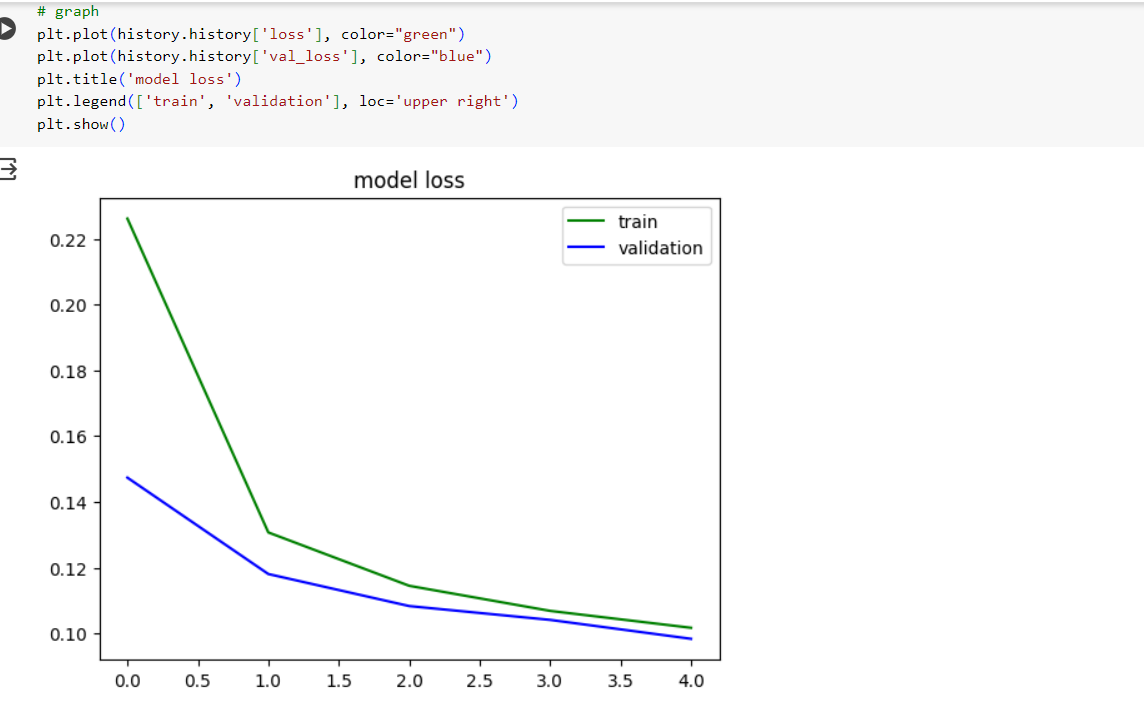 # graph
plt.plot(history.history['loss'], color="green")
plt.plot(history.history['val_loss'], color="blue")
plt.title('model loss')
plt.legend(['train', 'validation'], loc='upper right')
plt.show()
model loss
train
validation
0.22
0.20
0.18
0.16
0.14
0.12
0.10
0.0 0.5 1.0 1.5 2.0 2.5 3.0 3.5 4.0